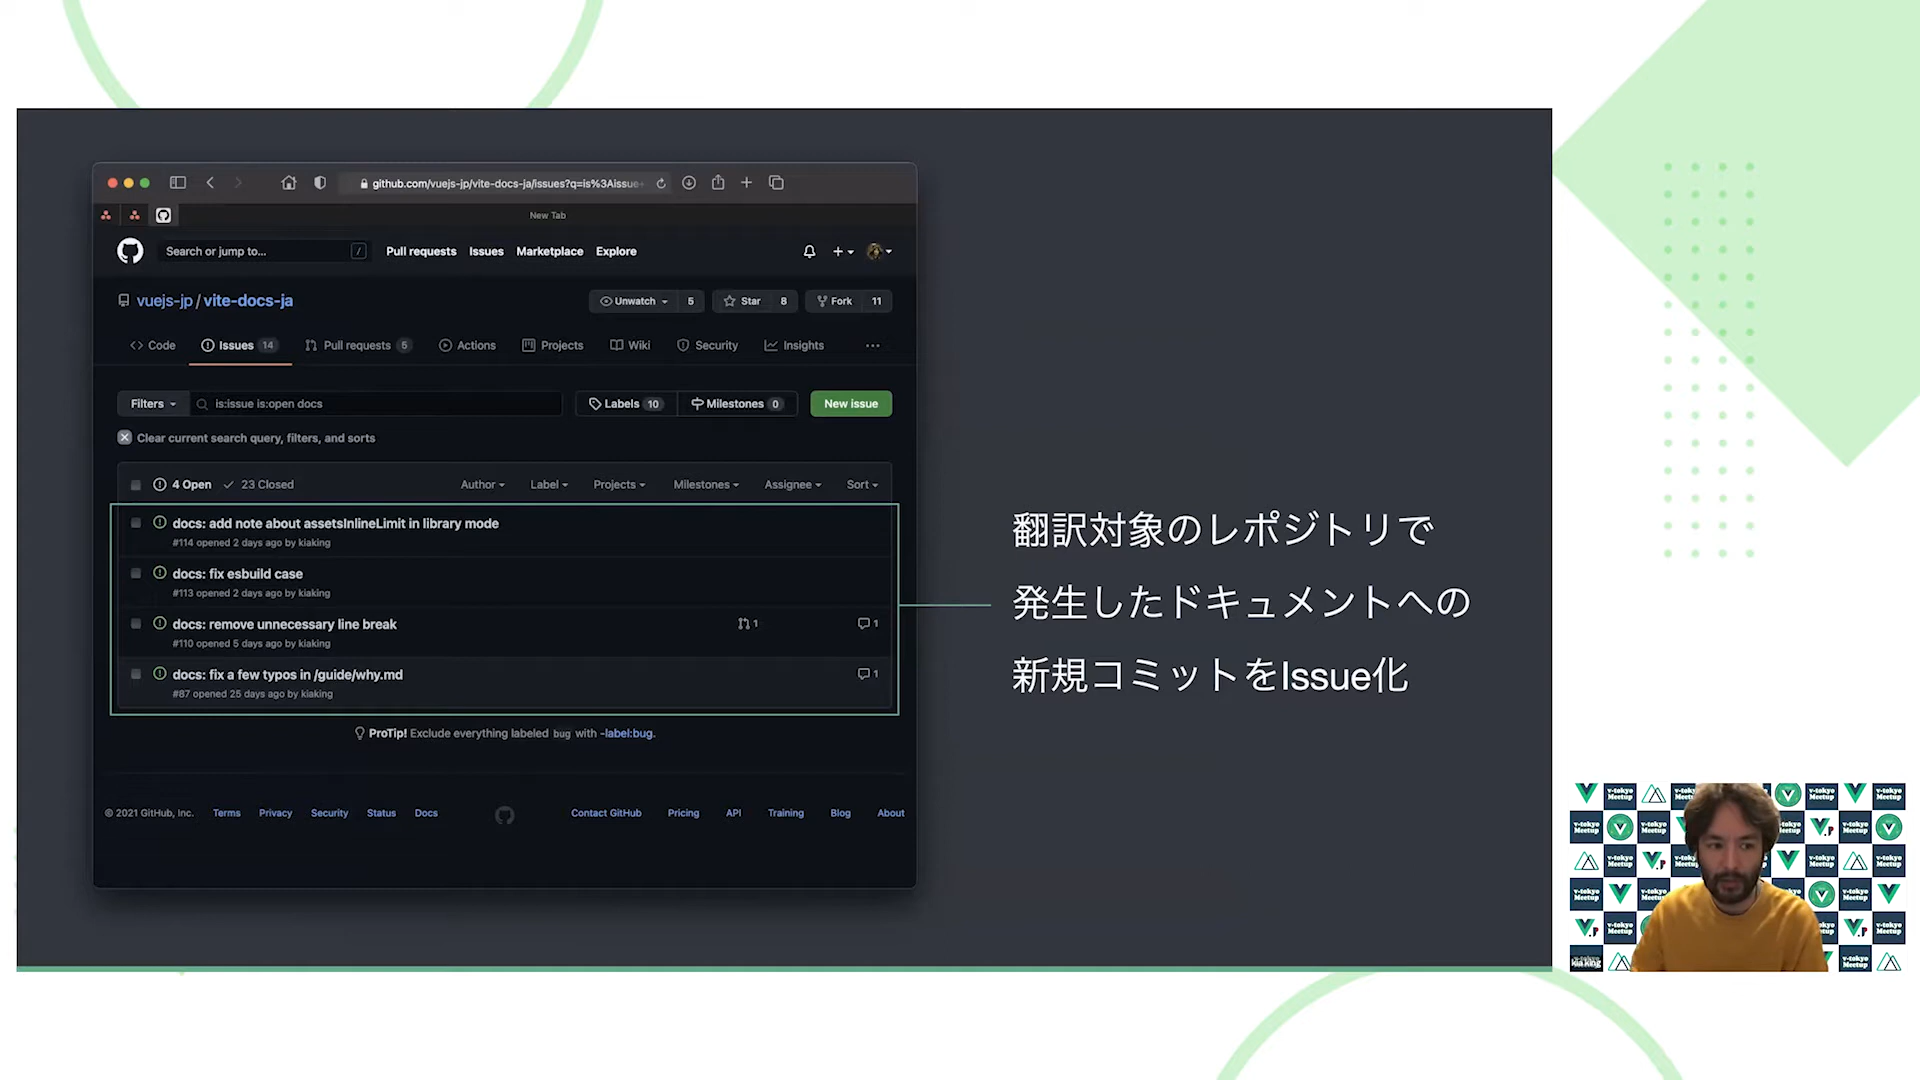 github.com/vuejs-jp/vite-docs-ja/issues?q=is%3Aissue
New Tab
Search or jump to... /
Pull requests Issues Marketplace Explore
vuejs-jp / vite-docs-ja
Unwatch 5 Star 8 Fork 11
Code Issues 14 Pull requests 5 Actions Projects Wiki Security Insights ...
Filters is:issue is:open docs Labels 10 Milestones 0 New issue
Clear current search query, filters, and sorts
4 Open 23 Closed Author Label Projects Milestones Assignee Sort
docs: add note about assetsInlineLimit in library mode
#114 opened 2 days ago by kiaking
docs: fix esbuild case
#113 opened 2 days ago by kiaking
docs: remove unnecessary line break 1 1
#110 opened 5 days ago by kiaking
docs: fix a few typos in /guide/why.md 1
#87 opened 25 days ago by kiaking
ProTip! Exclude everything labeled bug with -label:bug.
© 2021 GitHub, Inc. Terms Privacy Security Status Docs Contact GitHub Pricing API Training Blog About
翻訳対象のレポジトリで
発生したドキュメントへの
新規コミットをIssue化
v-tokyo Meetup
kia king